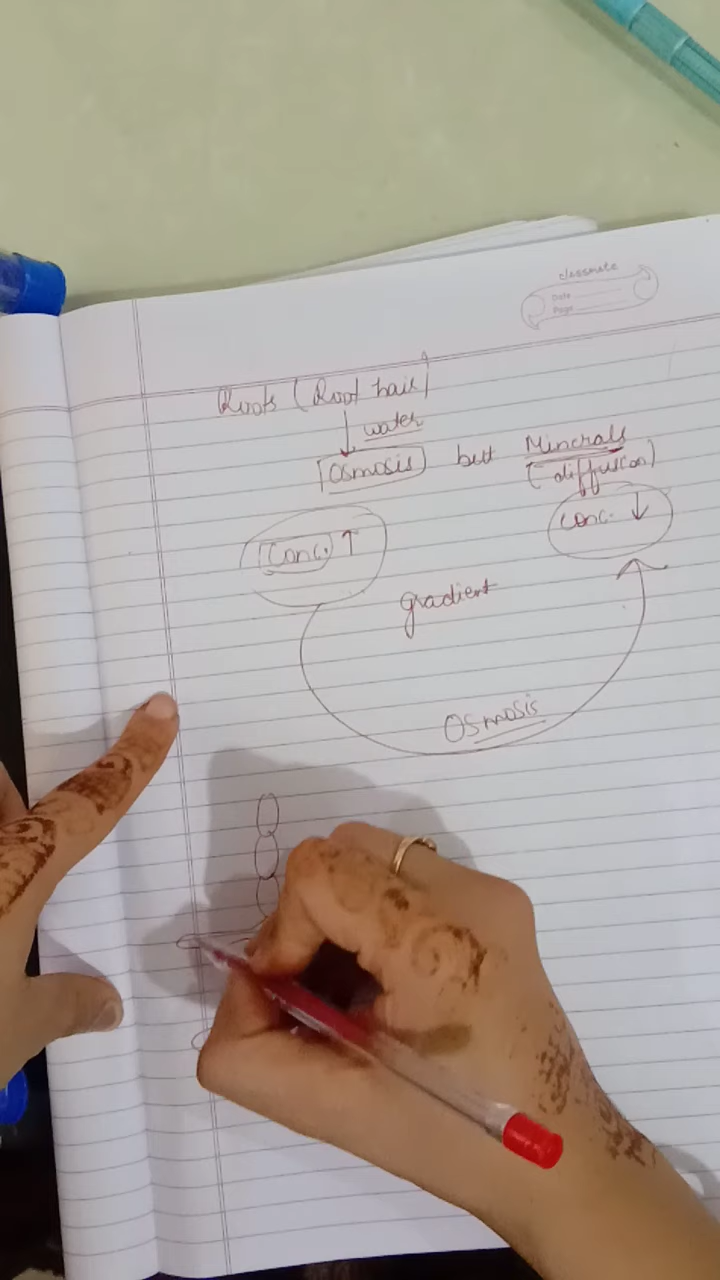 classmate
Date
Page
Roots (Root hair)
water
(Osmosis) but Minerals
(diffusion)
Conc. ↑ conc. ↓
gradient
Osmosis